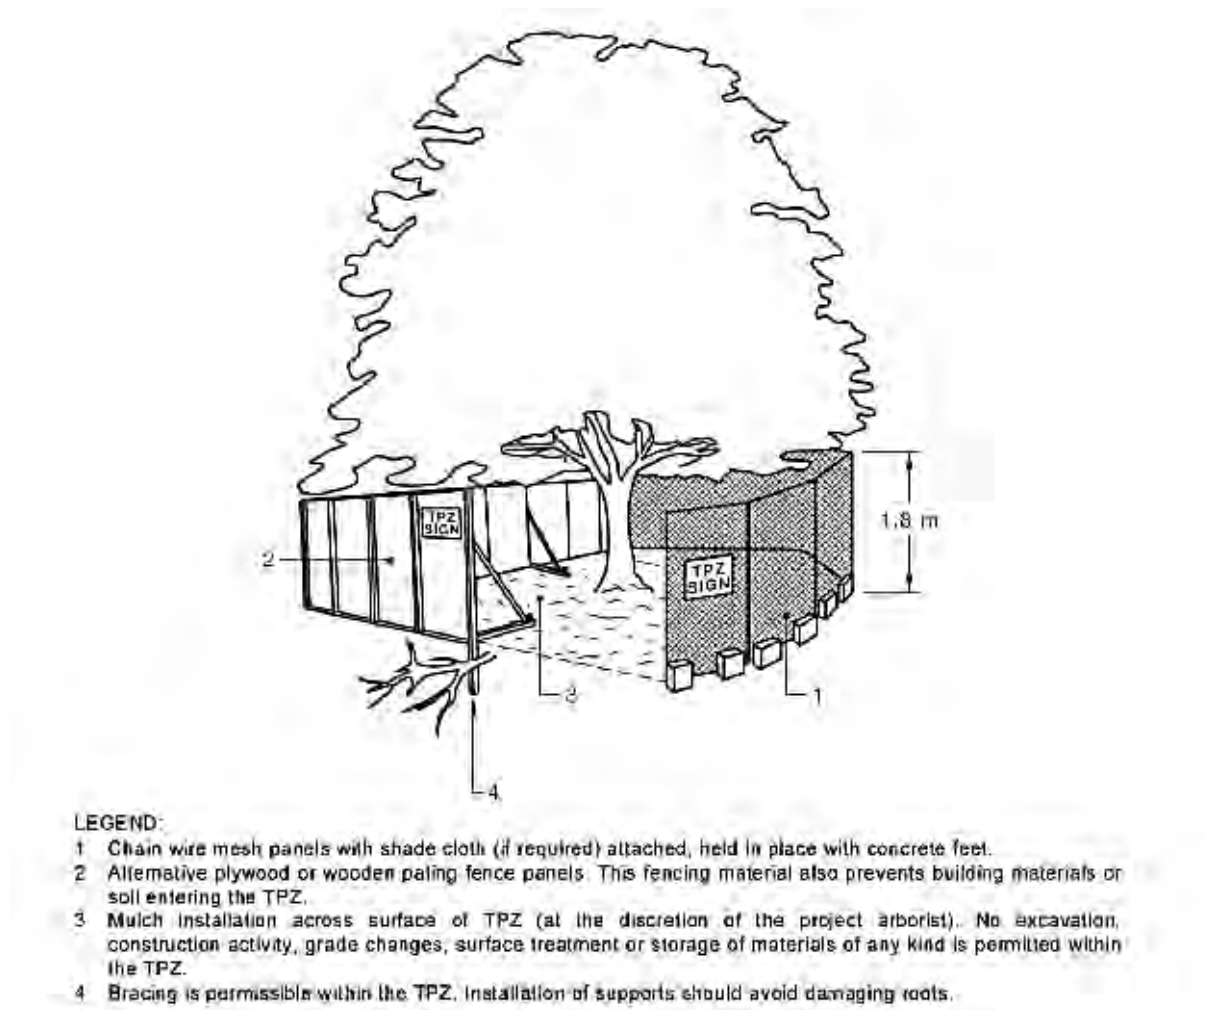 TPZ
SIGN
1.8 m
2
TPZ
SIGN
3
1
4
LEGEND:
1 Chain wire mesh panels with shade cloth (if required) attached, held in place with concrete feet.
2 Alternative plywood or wooden paling fence panels. This fencing material also prevents building materials or
soil entering the TPZ.
3 Mulch installation across surface of TPZ (at the discretion of the project arborist). No excavation,
construction activity, grade changes, surface treatment or storage of materials of any kind is permitted within
the TPZ.
4 Bracing is permissible within the TPZ. Installation of supports should avoid damaging roots.